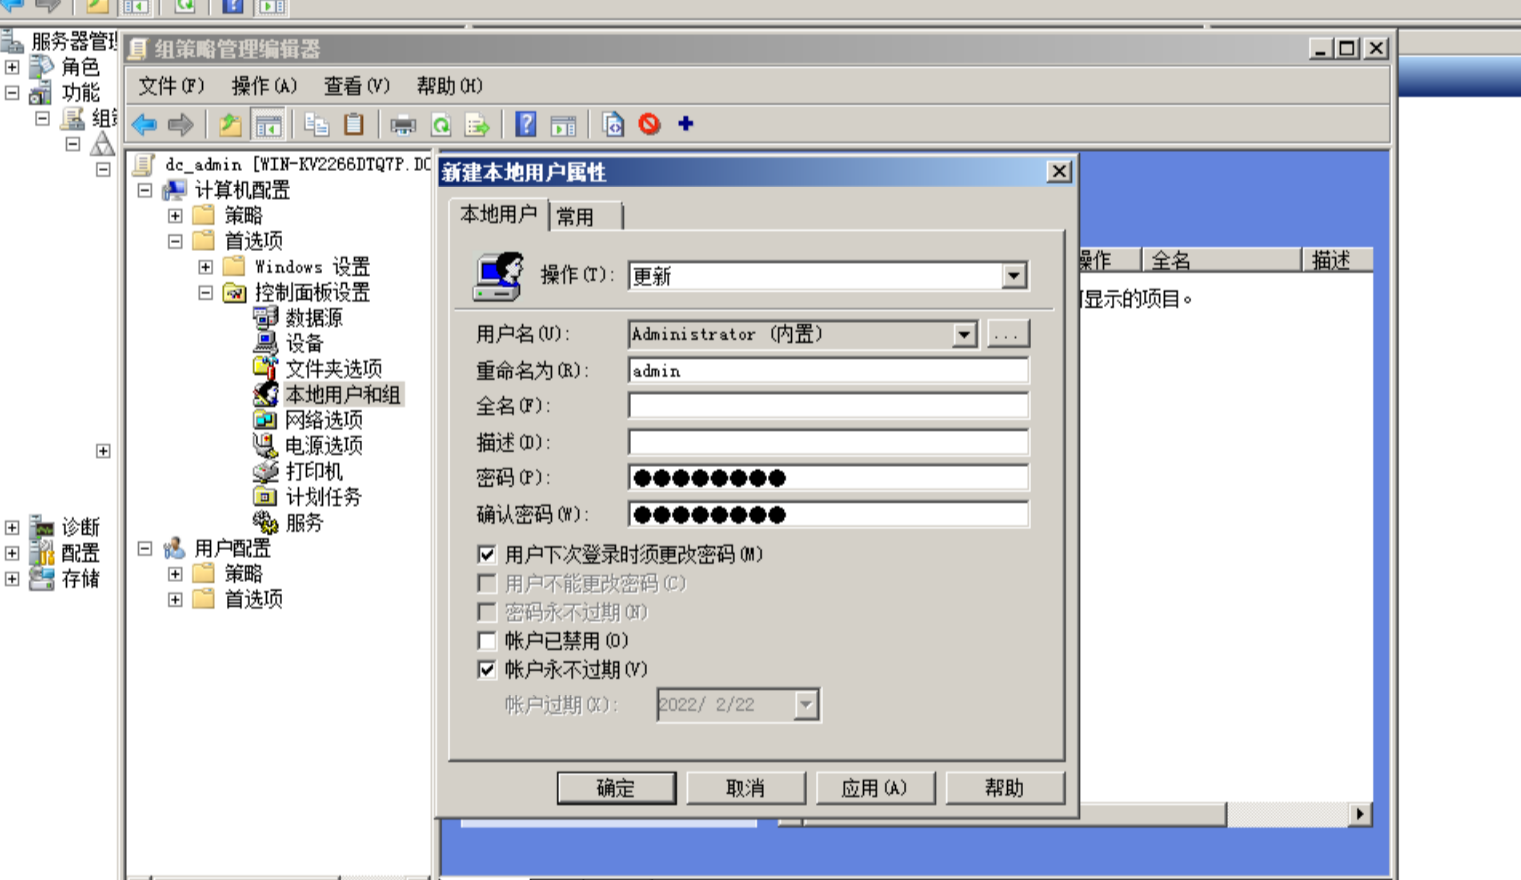 服务器管理
角色
功能
组策
诊断
配置
存储
组策略管理编辑器
文件(F) 操作(A) 查看(V) 帮助(H)
dc_admin [WIN-KV2266DTQ7P.DO
计算机配置
策略
首选项
Windows 设置
控制面板设置
数据源
设备
文件夹选项
本地用户和组
网络选项
电源选项
打印机
计划任务
服务
用户配置
策略
首选项
新建本地用户属性
本地用户 常用
操作(T): 更新
用户名(U): Administrator (内置) ...
重命名为(R): admin
全名(F):
描述(D):
密码(P): ●●●●●●●●
确认密码(W): ●●●●●●●●
用户下次登录时须更改密码(M)
用户不能更改密码(C)
密码永不过期(N)
帐户已禁用(O)
帐户永不过期(V)
帐户过期(X): 2022/ 2/22
确定 取消 应用(A) 帮助
操作 全名 描述
显示的项目。